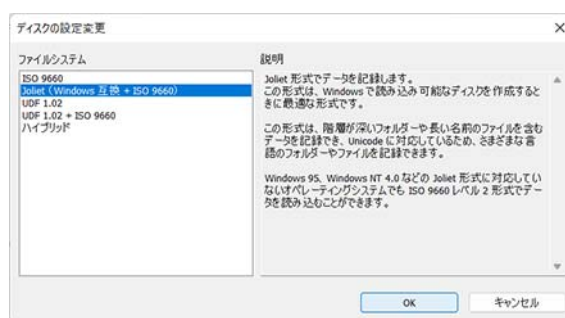 ディスクの設定変更
ファイルシステム
ISO 9660
Joliet (Windows 互換 + ISO 9660)
UDF 1.02
UDF 1.02 + ISO 9660
ハイブリッド
説明
Joliet 形式でデータを記録します。
この形式は、Windows で読み込み可能なディスクを作成すると
きに最適な形式です。
この形式は、階層が深いフォルダーや長い名前のファイルを含む
データを記録でき、Unicode に対応しているため、さまざまな言
語のフォルダーやファイルを記録できます。
Windows 95、Windows NT 4.0 などの Joliet 形式に対応してい
ないオペレーティングシステムでも ISO 9660 レベル 2 形式でデー
タを読み込むことができます。
OK
キャンセル